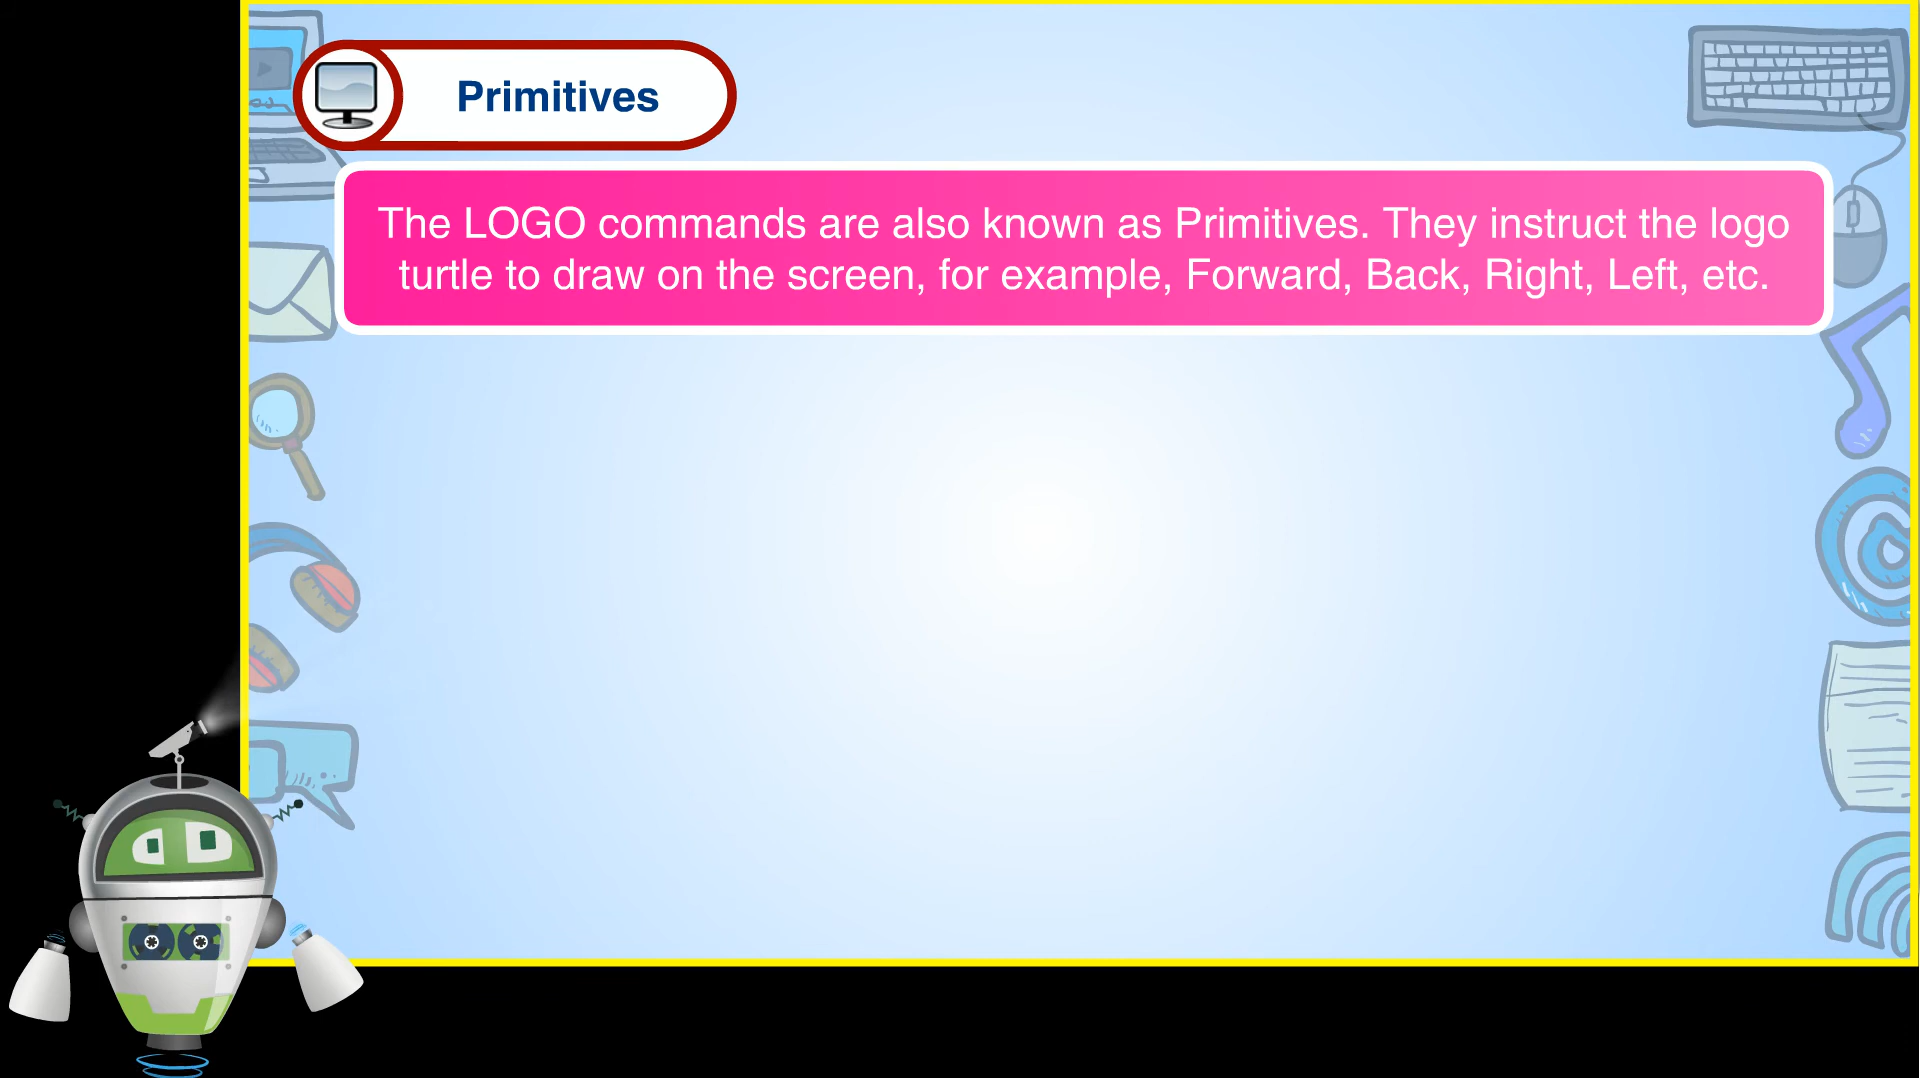 Primitives
The LOGO commands are also known as Primitives. They instruct the logo
turtle to draw on the screen, for example, Forward, Back, Right, Left, etc.